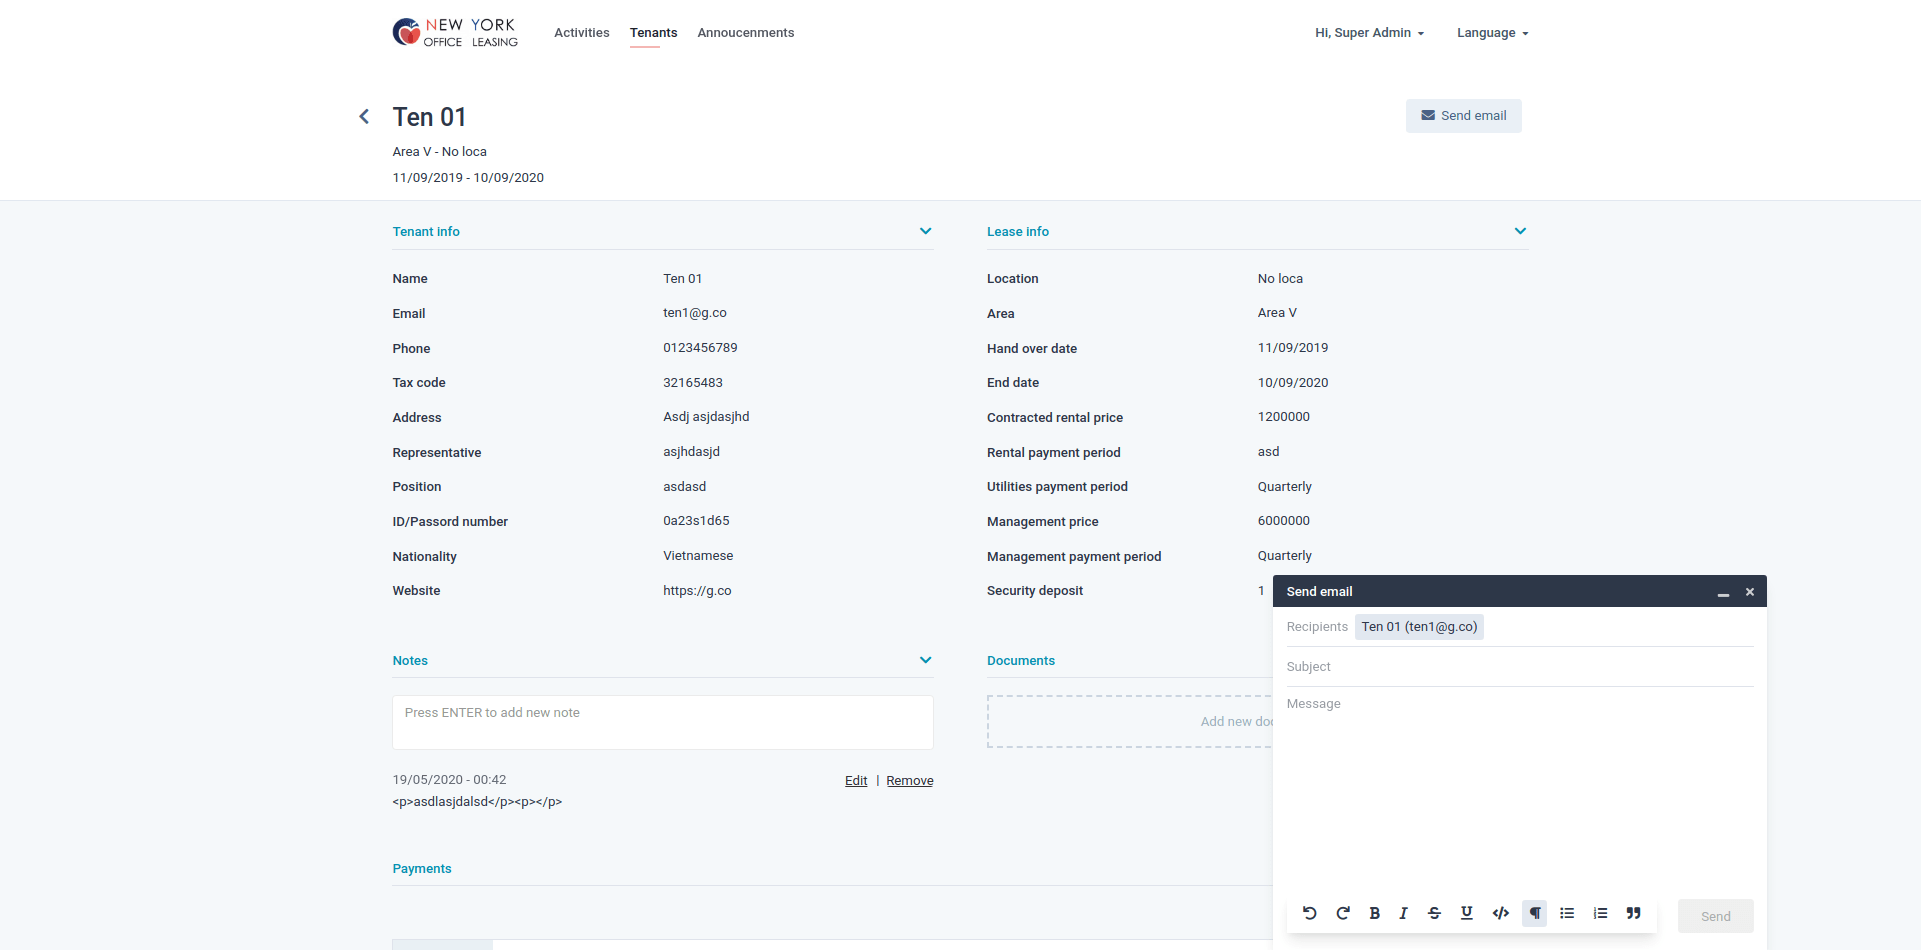 NEW YORK
OFFICE LEASING
Activities
Tenants
Annoucenments
Hi, Super Admin
Language
Ten 01
Send email
Area V - No loca
11/09/2019 - 10/09/2020
Tenant info
Name Ten 01
Email ten1@g.co
Phone 0123456789
Tax code 32165483
Address Asdj asjdasjhd
Representative asjhdasjd
Position asdasd
ID/Passord number 0a23s1d65
Nationality Vietnamese
Website https://g.co
Lease info
Location No loca
Area Area V
Hand over date 11/09/2019
End date 10/09/2020
Contracted rental price 1200000
Rental payment period asd
Utilities payment period Quarterly
Management price 6000000
Management payment period Quarterly
Security deposit 1
Notes
Press ENTER to add new note
19/05/2020 - 00:42
Edit | Remove
<p>asdlasjdalsd</p><p></p>
Documents
Add new doc
Payments
Send email
Recipients Ten 01 (ten1@g.co)
Subject
Message
Send